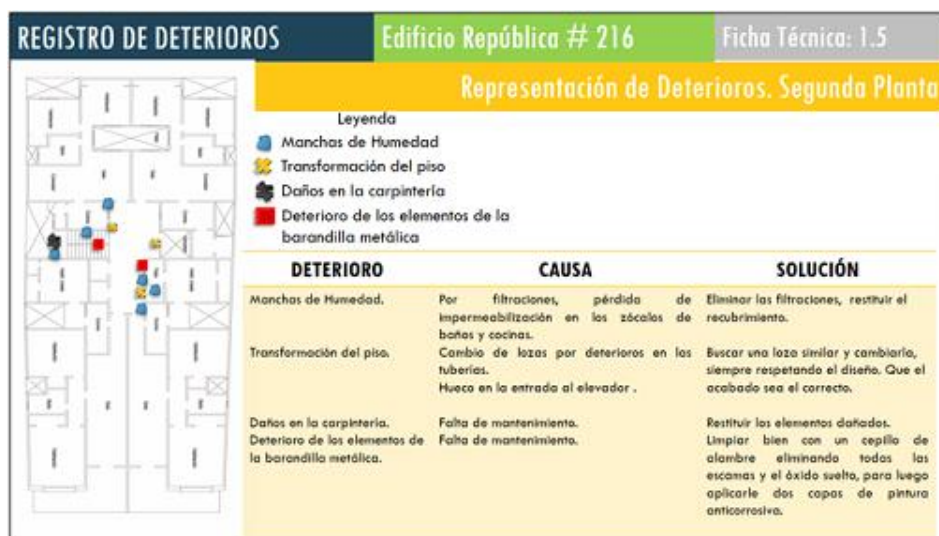 REGISTRO DE DETERIOROS
Edificio República # 216
Ficha Técnica: 1.5
Representación de Deterioros. Segunda Planta
Leyenda
Manchas de Humedad
Transformación del piso
Daños en la carpintería
Deterioro de los elementos de la
barandilla metálica
DETERIORO
CAUSA
SOLUCIÓN
Manchas de Humedad.
Por filtraciones, pérdida de
impermeabilización en los zócalos de
baños y cocinas.
Eliminar las filtraciones, restituir el
recubrimiento.
Transformación del piso.
Cambio de lozas por deterioros en las
tuberías.
Hueco en la entrada al elevador .
Buscar una loza similar y cambiarla,
siempre respetando el diseño. Que el
acabado sea el correcto.
Daños en la carpintería.
Falta de mantenimiento.
Restituir los elementos dañados.
Deterioro de los elementos de
la barandilla metálica.
Falta de mantenimiento.
Limpiar bien con un cepillo de
alambre eliminando todas las
escamas y el óxido suelto, para luego
aplicarle dos capas de pintura
anticorrosiva.